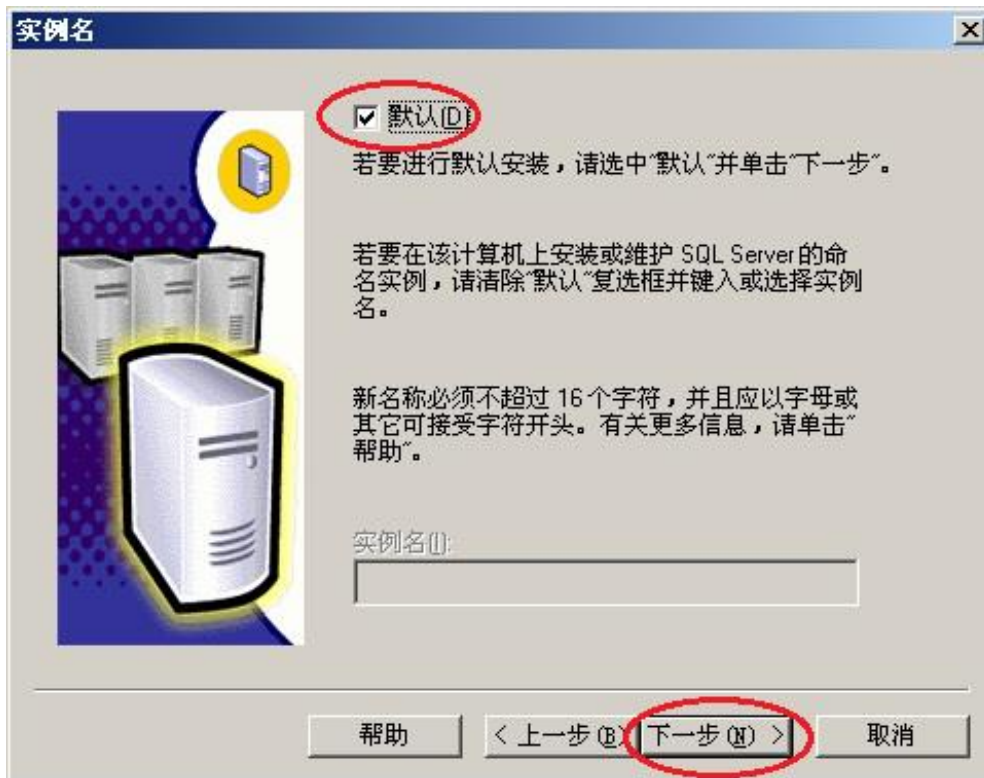 实例名
默认(D)
若要进行默认安装，请选中"默认"并单击"下一步"。
若要在该计算机上安装或维护 SQL Server的命
名实例，请清除"默认"复选框并键入或选择实例
名。
新名称必须不超过 16 个字符，并且应以字母或
其它可接受字符开头。有关更多信息，请单击"
帮助"。
实例名(I):
帮助
< 上一步(B)
下一步(N) >
取消